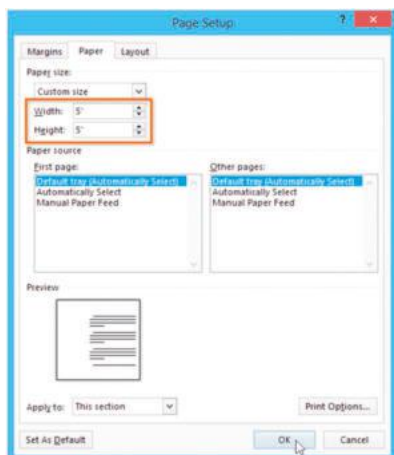 Page Setup ?
Margins Paper Layout
Paper size:
Custom size
Width: 5"
Height: 5"
Paper source
First page: Other pages:
Default tray (Automatically Select) Default tray (Automatically Select)
Automatically Select Automatically Select
Manual Paper Feed Manual Paper Feed
Preview
Apply to: This section Print Options...
Set As Default OK Cancel